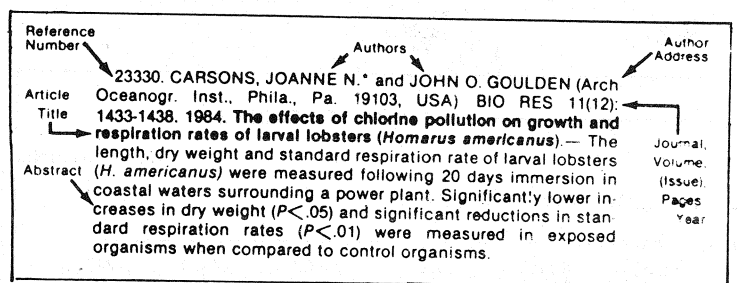 Reference
Number
Authors
Author
Address
23330. CARSONS, JOANNE N.* and JOHN O. GOULDEN (Arch
Article
Title
Oceanogr. Inst., Phila., Pa. 19103, USA) BIO RES 11(12):
1433-1438. 1984. The effects of chlorine pollution on growth and
respiration rates of larval lobsters (Homarus americanus).— The
length, dry weight and standard respiration rate of larval lobsters
Abstract
(H. americanus) were measured following 20 days immersion in
coastal waters surrounding a power plant. Significantly lower in-
creases in dry weight (P<.05) and significant reductions in stan-
dard respiration rates (P<.01) were measured in exposed
organisms when compared to control organisms.
Journal,
Volume,
(Issue).
Pages
Year